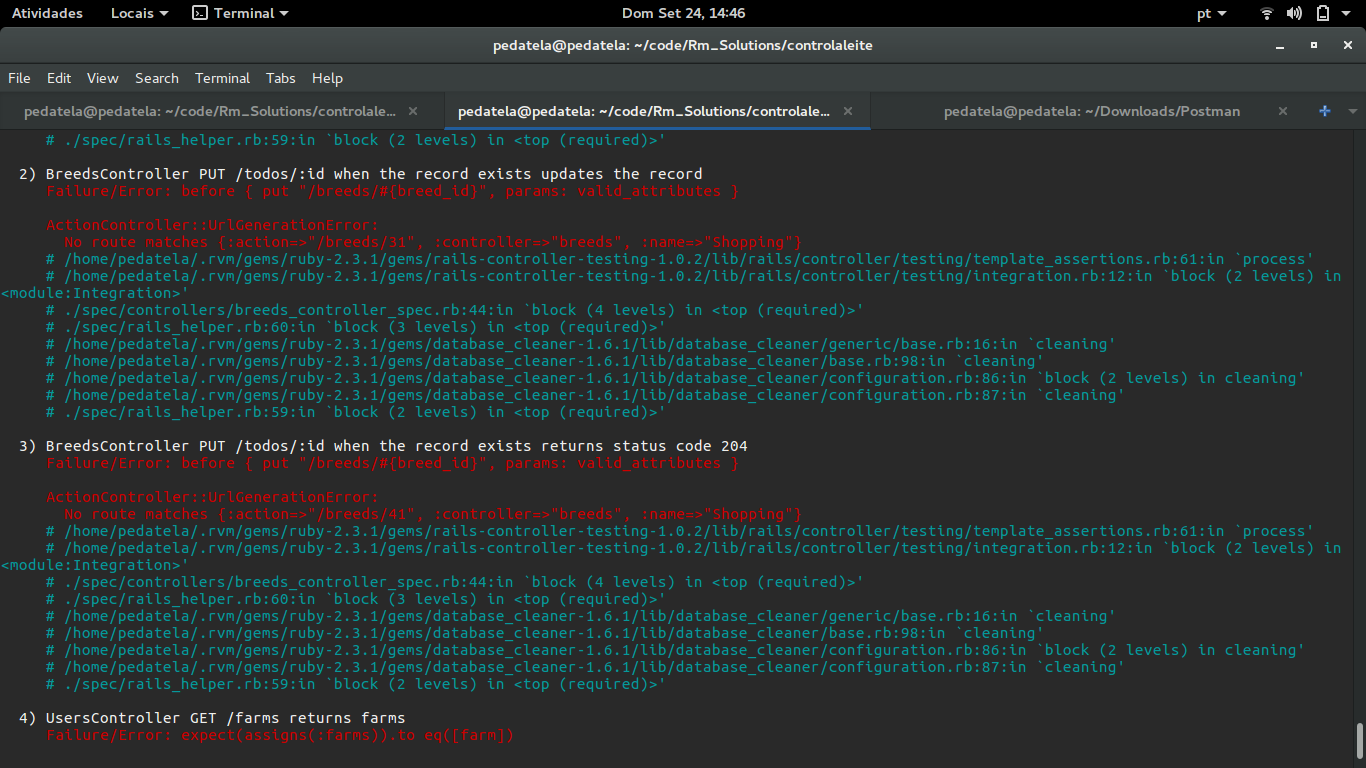 Atividades Locais Terminal Dom Set 24, 14:46 pt
pedatela@pedatela: ~/code/Rm_Solutions/controlaleite
File Edit View Search Terminal Tabs Help
pedatela@pedatela: ~/code/Rm_Solutions/controlale... × pedatela@pedatela: ~/code/Rm_Solutions/controlale... × pedatela@pedatela: ~/Downloads/Postman ×
# ./spec/rails_helper.rb:59:in `block (2 levels) in <top (required)>'
2) BreedsController PUT /todos/:id when the record exists updates the record
Failure/Error: before { put "/breeds/#{breed_id}", params: valid_attributes }
ActionController::UrlGenerationError:
No route matches {:action=>"/breeds/31", :controller=>"breeds", :name=>"Shopping"}
# /home/pedatela/.rvm/gems/ruby-2.3.1/gems/rails-controller-testing-1.0.2/lib/rails/controller/testing/template_assertions.rb:61:in `process'
# /home/pedatela/.rvm/gems/ruby-2.3.1/gems/rails-controller-testing-1.0.2/lib/rails/controller/testing/integration.rb:12:in `block (2 levels) in
<module:Integration>'
# ./spec/controllers/breeds_controller_spec.rb:44:in `block (4 levels) in <top (required)>'
# ./spec/rails_helper.rb:60:in `block (3 levels) in <top (required)>'
# /home/pedatela/.rvm/gems/ruby-2.3.1/gems/database_cleaner-1.6.1/lib/database_cleaner/generic/base.rb:16:in `cleaning'
# /home/pedatela/.rvm/gems/ruby-2.3.1/gems/database_cleaner-1.6.1/lib/database_cleaner/base.rb:98:in `cleaning'
# /home/pedatela/.rvm/gems/ruby-2.3.1/gems/database_cleaner-1.6.1/lib/database_cleaner/configuration.rb:86:in `block (2 levels) in cleaning'
# /home/pedatela/.rvm/gems/ruby-2.3.1/gems/database_cleaner-1.6.1/lib/database_cleaner/configuration.rb:87:in `cleaning'
# ./spec/rails_helper.rb:59:in `block (2 levels) in <top (required)>'
3) BreedsController PUT /todos/:id when the record exists returns status code 204
Failure/Error: before { put "/breeds/#{breed_id}", params: valid_attributes }
ActionController::UrlGenerationError:
No route matches {:action=>"/breeds/41", :controller=>"breeds", :name=>"Shopping"}
# /home/pedatela/.rvm/gems/ruby-2.3.1/gems/rails-controller-testing-1.0.2/lib/rails/controller/testing/template_assertions.rb:61:in `process'
# /home/pedatela/.rvm/gems/ruby-2.3.1/gems/rails-controller-testing-1.0.2/lib/rails/controller/testing/integration.rb:12:in `block (2 levels) in
<module:Integration>'
# ./spec/controllers/breeds_controller_spec.rb:44:in `block (4 levels) in <top (required)>'
# ./spec/rails_helper.rb:60:in `block (3 levels) in <top (required)>'
# /home/pedatela/.rvm/gems/ruby-2.3.1/gems/database_cleaner-1.6.1/lib/database_cleaner/generic/base.rb:16:in `cleaning'
# /home/pedatela/.rvm/gems/ruby-2.3.1/gems/database_cleaner-1.6.1/lib/database_cleaner/base.rb:98:in `cleaning'
# /home/pedatela/.rvm/gems/ruby-2.3.1/gems/database_cleaner-1.6.1/lib/database_cleaner/configuration.rb:86:in `block (2 levels) in cleaning'
# /home/pedatela/.rvm/gems/ruby-2.3.1/gems/database_cleaner-1.6.1/lib/database_cleaner/configuration.rb:87:in `cleaning'
# ./spec/rails_helper.rb:59:in `block (2 levels) in <top (required)>'
4) UsersController GET /farms returns farms
Failure/Error: expect(assigns(:farms)).to eq([farm])